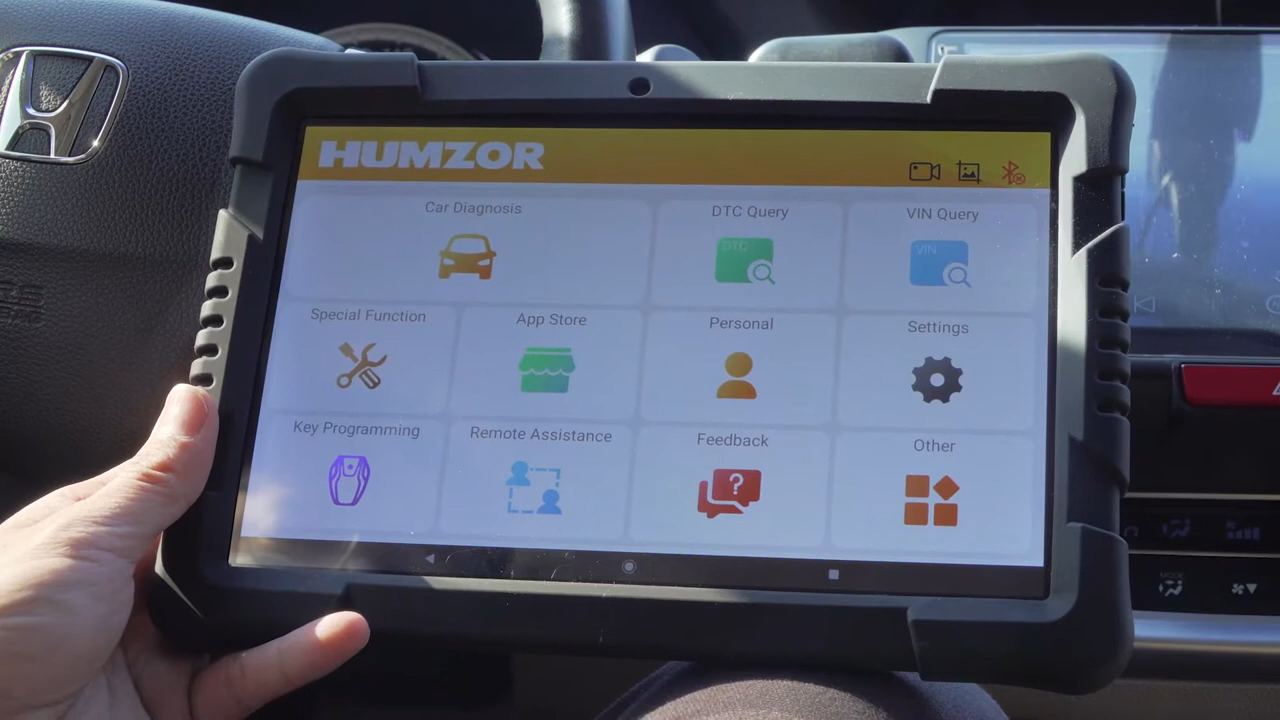 HUMZOR
Car Diagnosis
DTC Query
VIN Query
DTC
VIN
Special Function
App Store
Personal
Settings
Key Programming
Remote Assistance
Feedback
Other
?
MODE